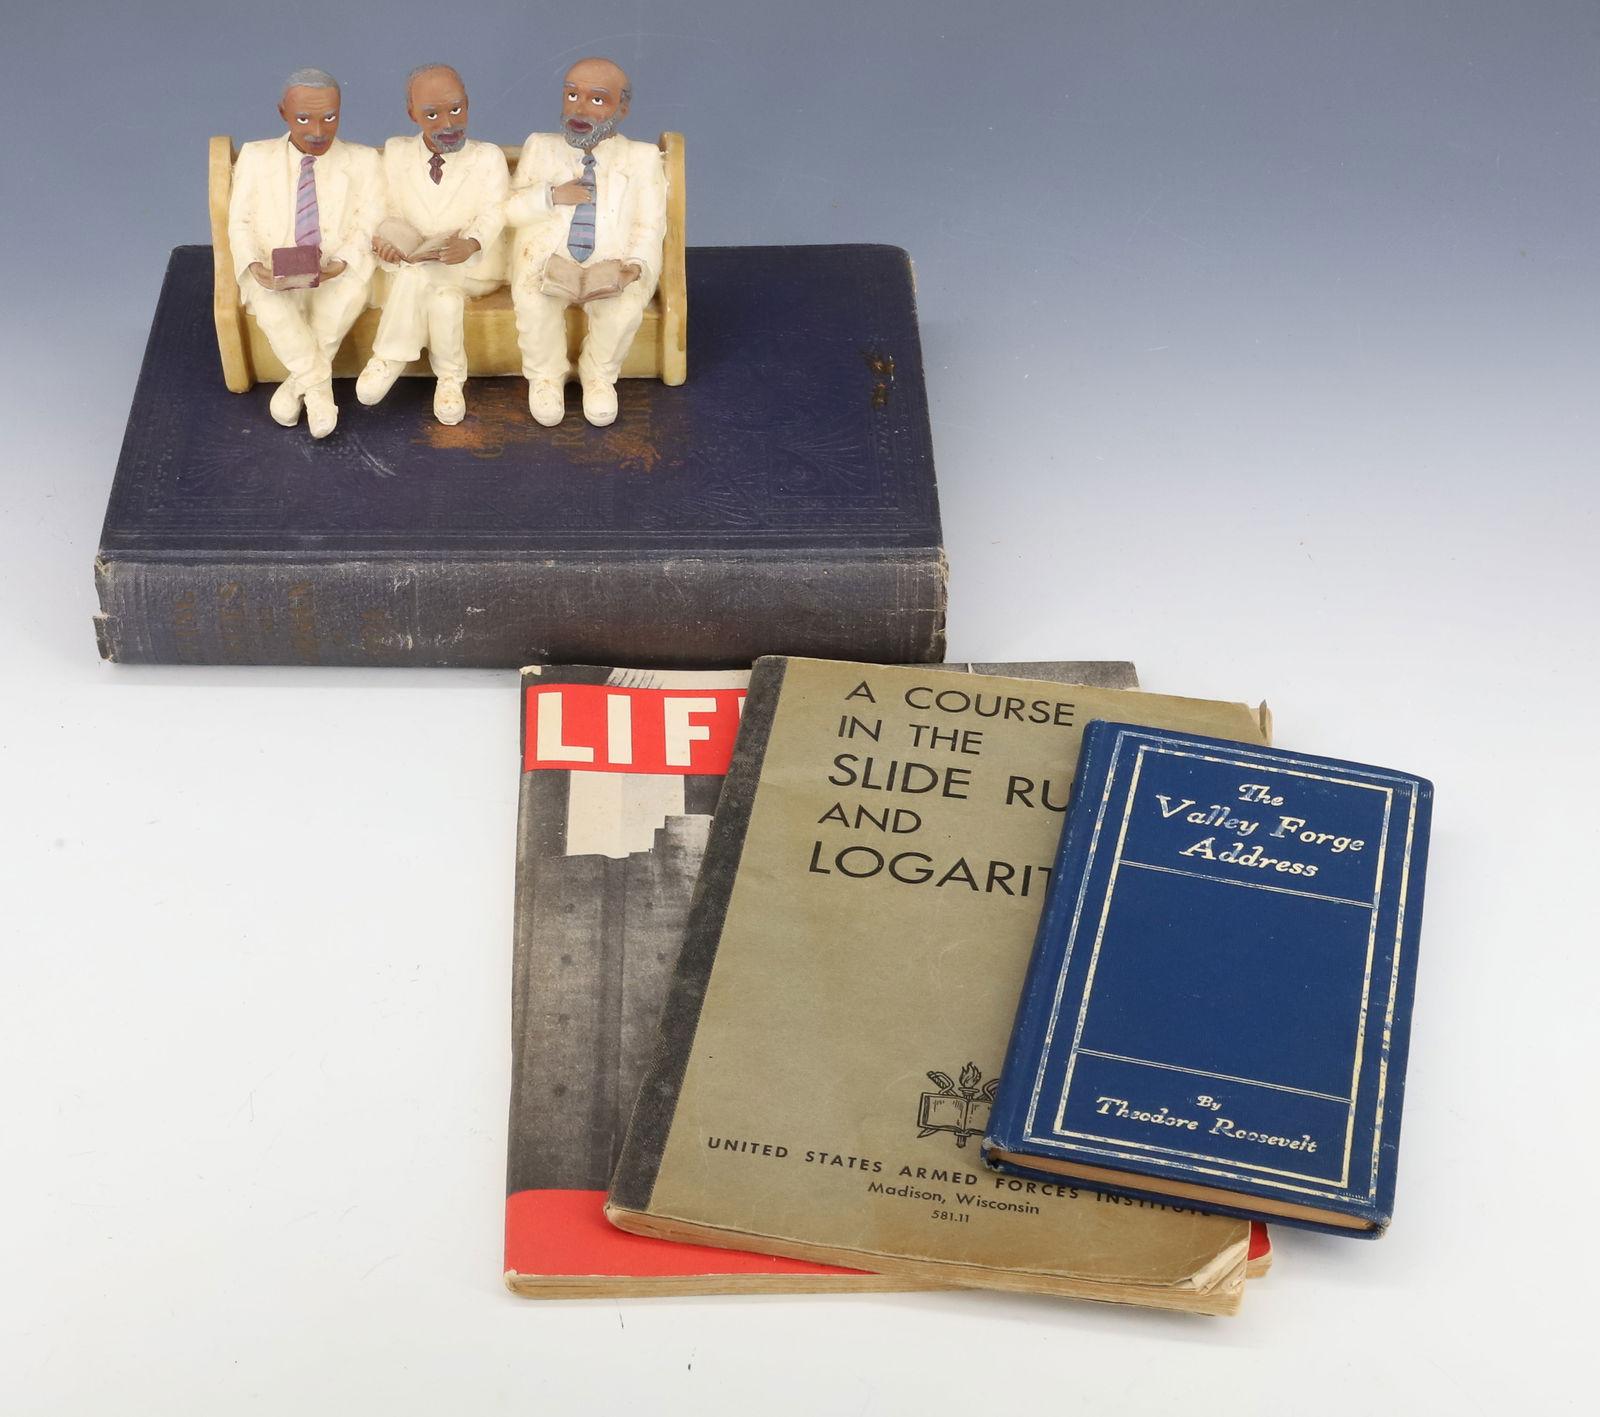 LIF
A COURSE
IN THE
SLIDE RU
AND
LOGARIT
UNITED STATES ARMED FORCES INSTITUTE
Madison, Wisconsin
581.11
The
Valley Forge
Address
By
Theodore Roosevelt